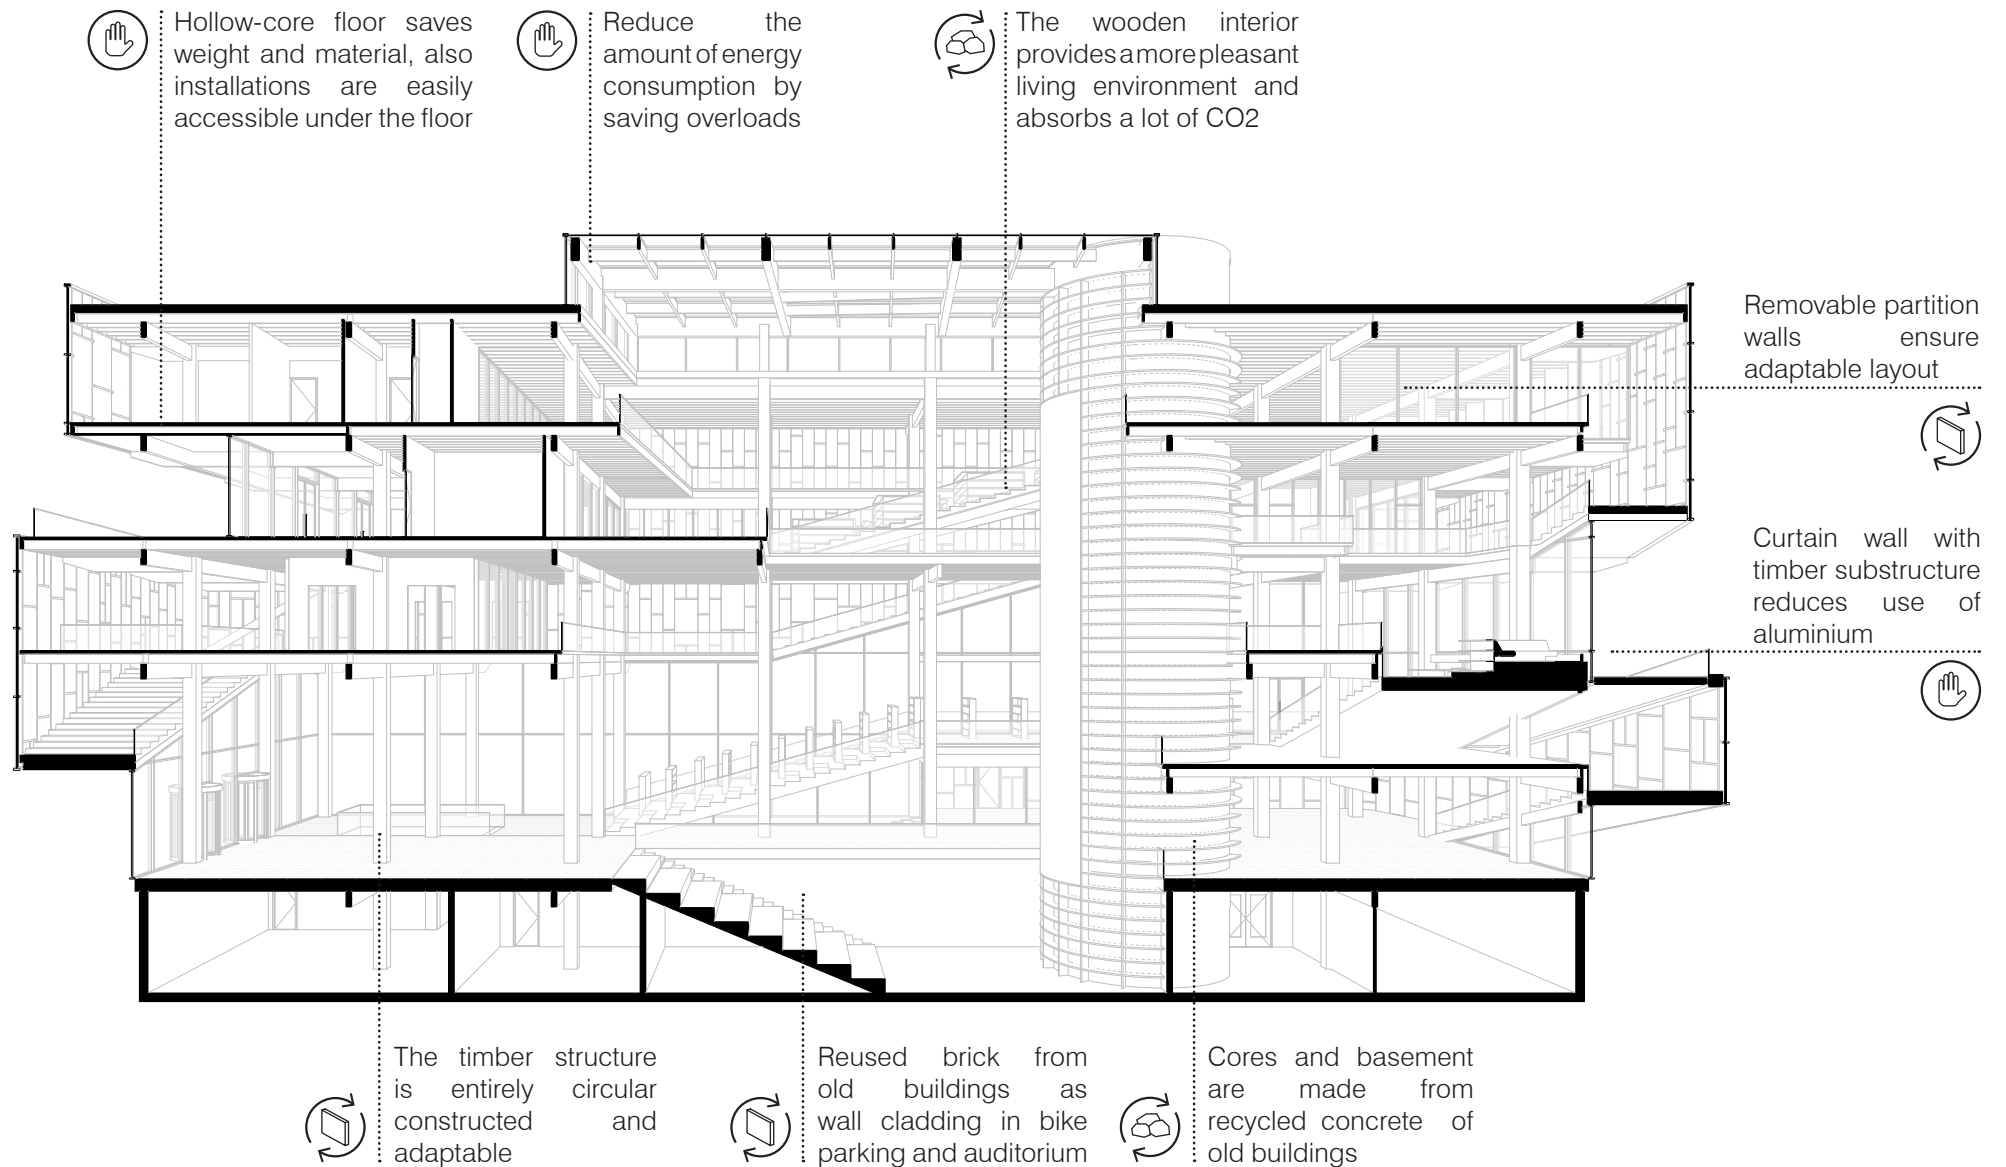 Hollow-core floor saves
weight and material, also
installations are easily
accessible under the floor
Reduce the
amount of energy
consumption by
saving overloads
The wooden interior
provides a more pleasant
living environment and
absorbs a lot of CO2
Removable partition
walls ensure
adaptable layout
Curtain wall with
timber substructure
reduces use of
aluminium
The timber structure
is entirely circular
constructed and
adaptable
Reused brick from
old buildings as
wall cladding in bike
parking and auditorium
Cores and basement
are made from
recycled concrete of
old buildings